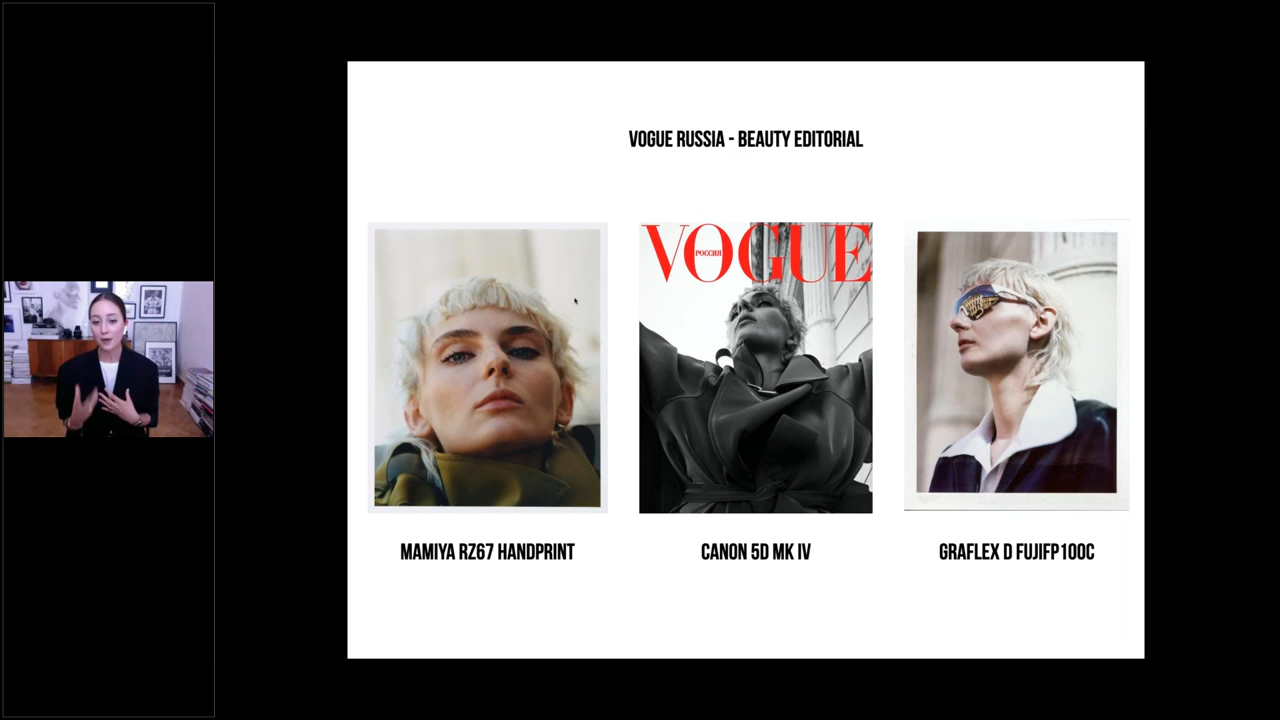 VOGUE RUSSIA - BEAUTY EDITORIAL
VOGUE
РОССИЯ
MAMIYA RZ67 HANDPRINT
CANON 5D MK IV
GRAFLEX D FUJIFP100C